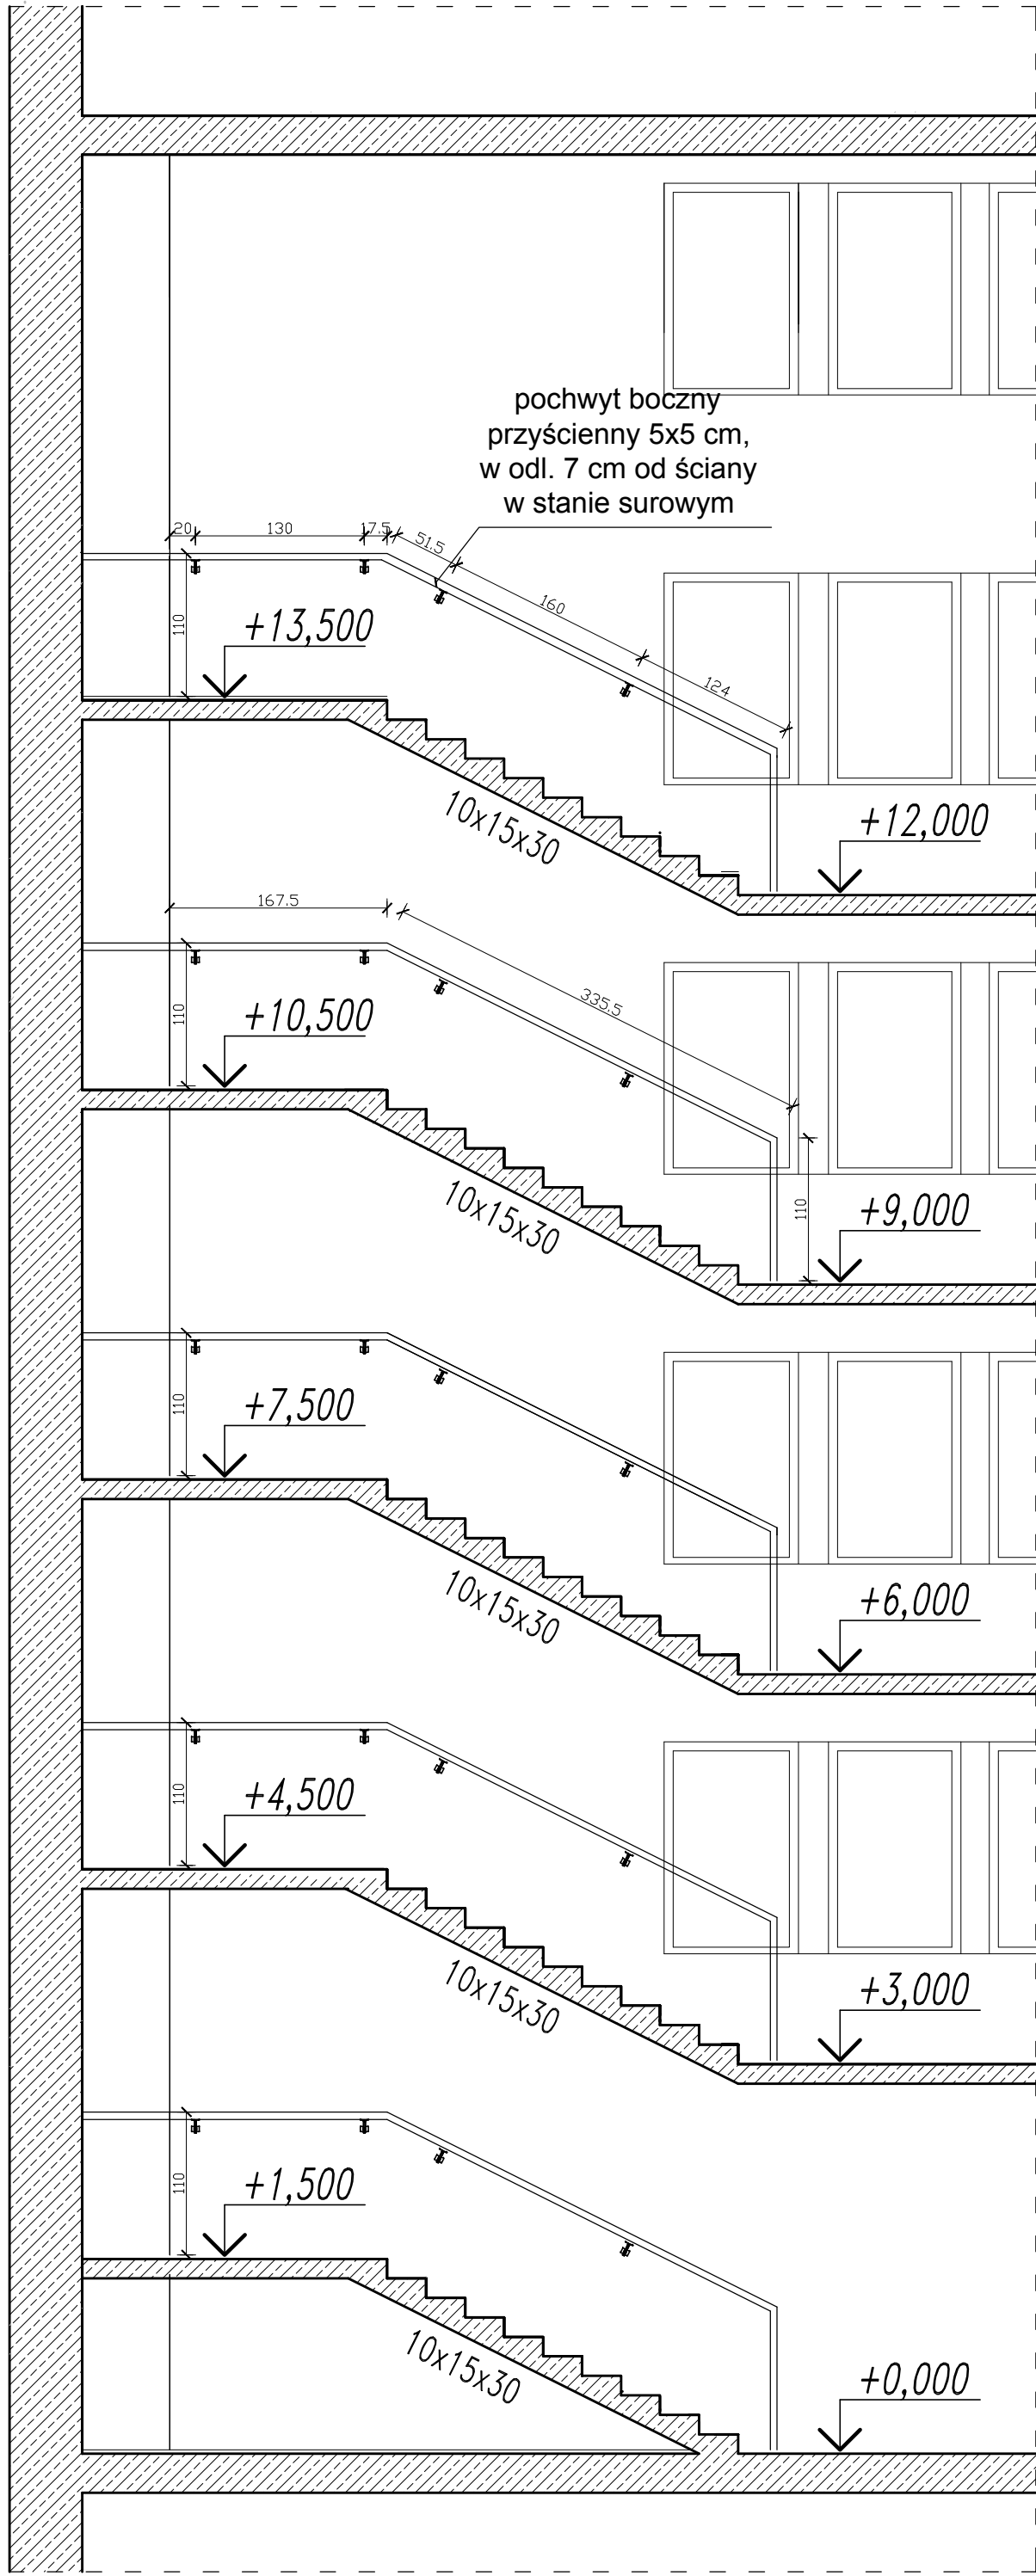 pochwyt boczny
przyścienny 5x5 cm,
w odl. 7 cm od ściany
w stanie surowym
20
130
17.5
51.5
160
124
110
+13,500
10x15x30
+12,000
167.5
335.5
110
+10,500
110
+9,000
10x15x30
110
+7,500
10x15x30
+6,000
110
+4,500
10x15x30
+3,000
110
+1,500
10x15x30
+0,000